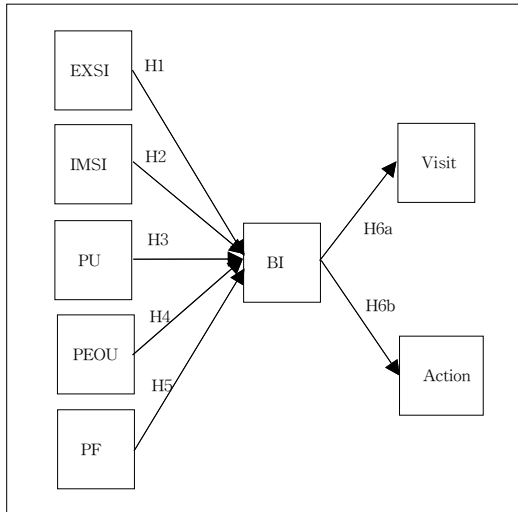 EXSI
H1
IMSI
H2
PU
H3
PEOU
H4
PF
H5
BI
H6a
H6b
Visit
Action